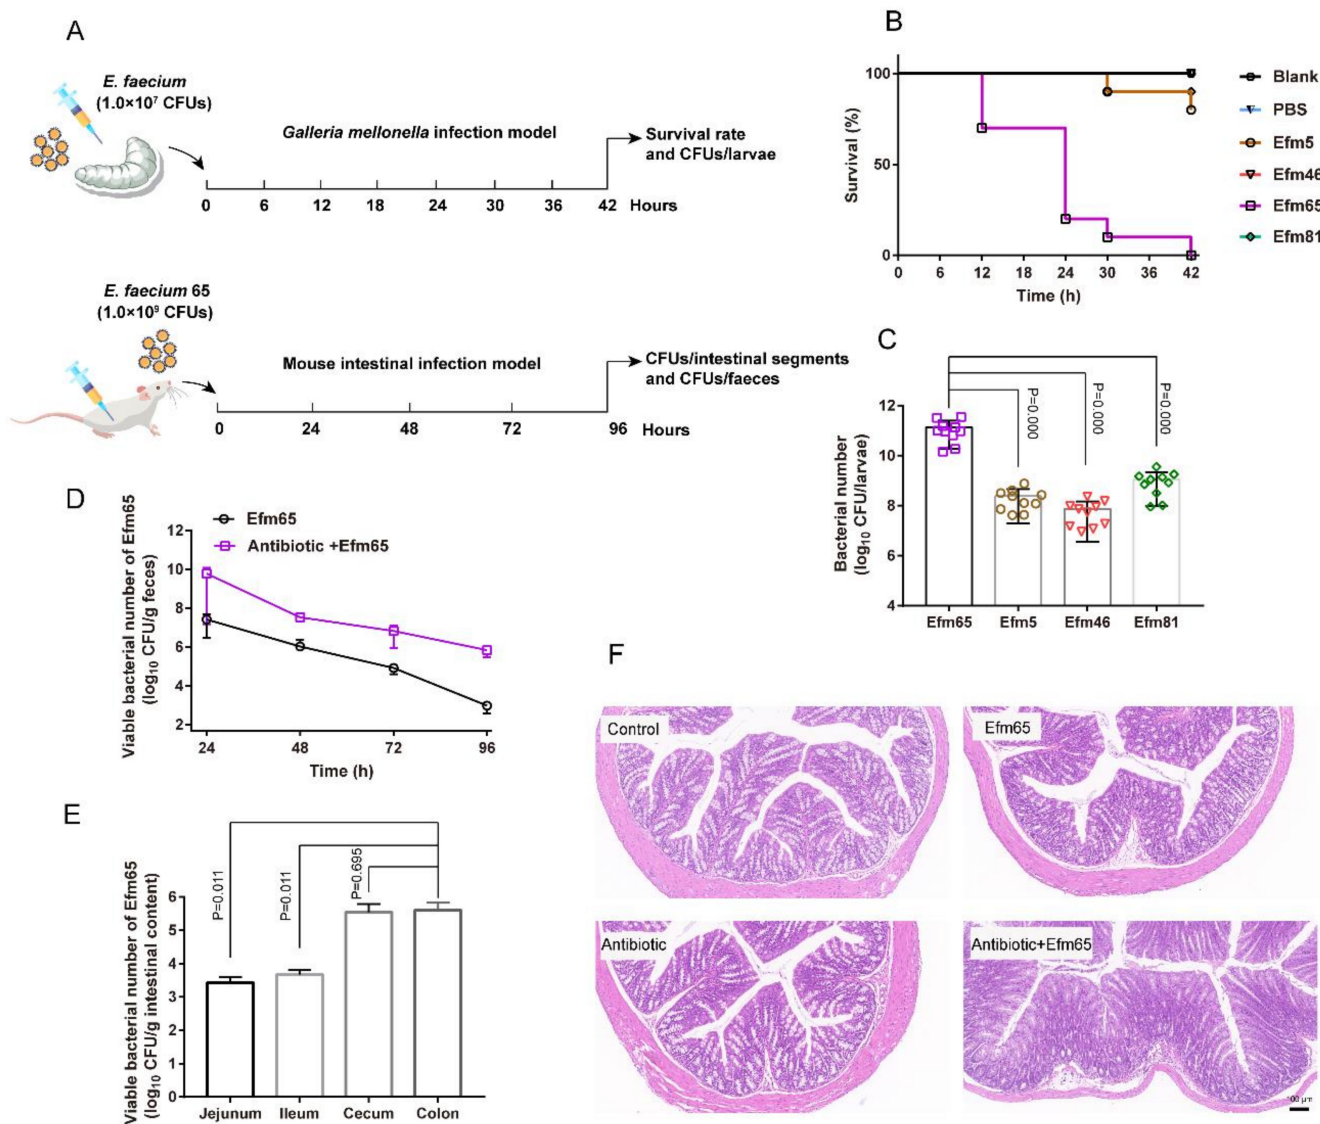 A
E. faecium
(1.0×10⁷ CFUs)
Galleria mellonella infection model
Survival rate
and CFUs/larvae
0 6 12 18 24 30 36 42 Hours
E. faecium 65
(1.0×10⁹ CFUs)
Mouse intestinal infection model
CFUs/intestinal segments
and CFUs/faeces
0 24 48 72 96 Hours
B
Survival (%)
100
50
0
0 6 12 18 24 30 36 42
Time (h)
Blank
PBS
Efm5
Efm46
Efm65
Efm81
C
P=0.000
P=0.000
P=0.000
Bacterial number
(log₁₀ CFU/larvae)
12
10
8
6
4
Efm65 Efm5 Efm46 Efm81
D
Efm65
Antibiotic +Efm65
Viable bacterial number of Efm65
(log₁₀ CFU/g feces)
12
10
8
6
4
2
24 48 72 96
Time (h)
E
P=0.011
P=0.011
P=0.695
Viable bacterial number of Efm65
(log₁₀ CFU/g intestinal content)
6
5
4
3
2
1
0
Jejunum Ileum Cecum Colon
F
Control
Efm65
Antibiotic
Antibiotic+Efm65
100 μm